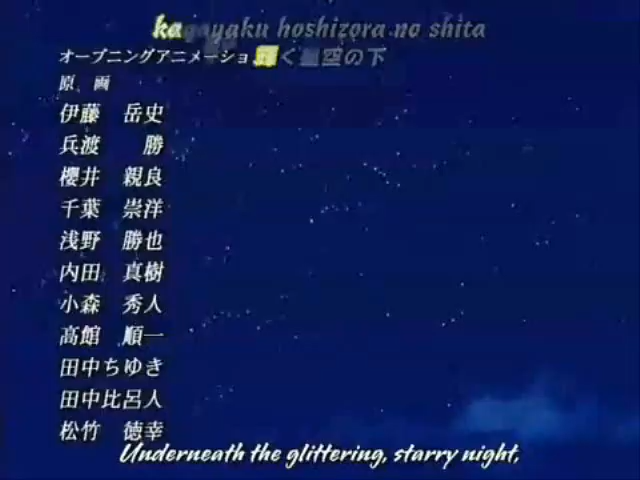 kagayaku hoshizora no shita
オープニングアニメーショ 輝く星空の下
原 画
伊藤 岳史
兵渡 勝
櫻井 親良
千葉 崇洋
浅野 勝也
内田 真樹
小森 秀人
高館 順一
田中ちゆき
田中比呂人
松竹 徳幸
Underneath the glittering, starry night,